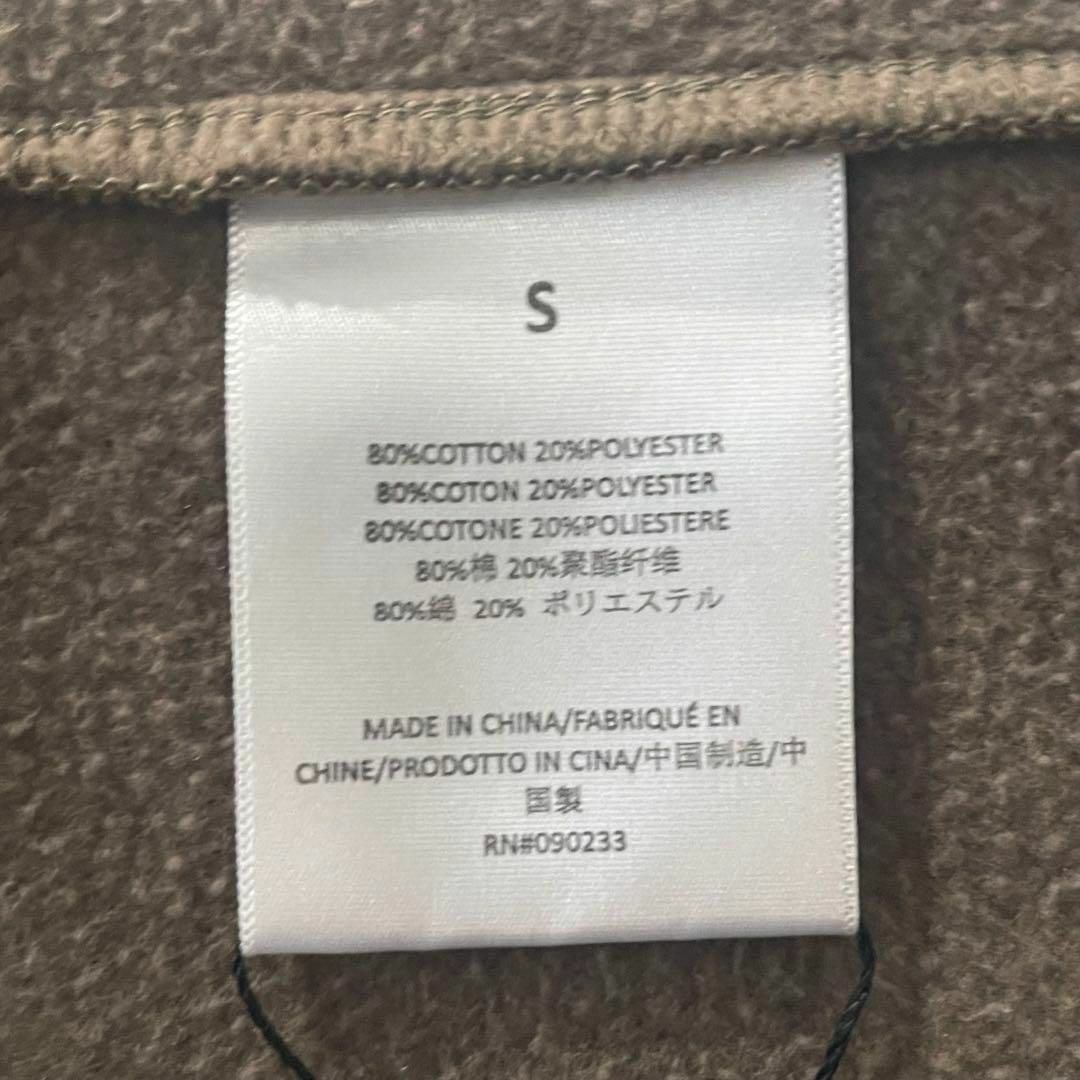 S
80%COTTON 20%POLYESTER
80%COTON 20%POLYESTER
80%COTONE 20%POLIESTERE
80%棉 20%聚酯纤维
80%綿 20% ポリエステル
MADE IN CHINA/FABRIQUÉ EN
CHINE/PRODOTTO IN CINA/中国制造/中
国製
RN#090233